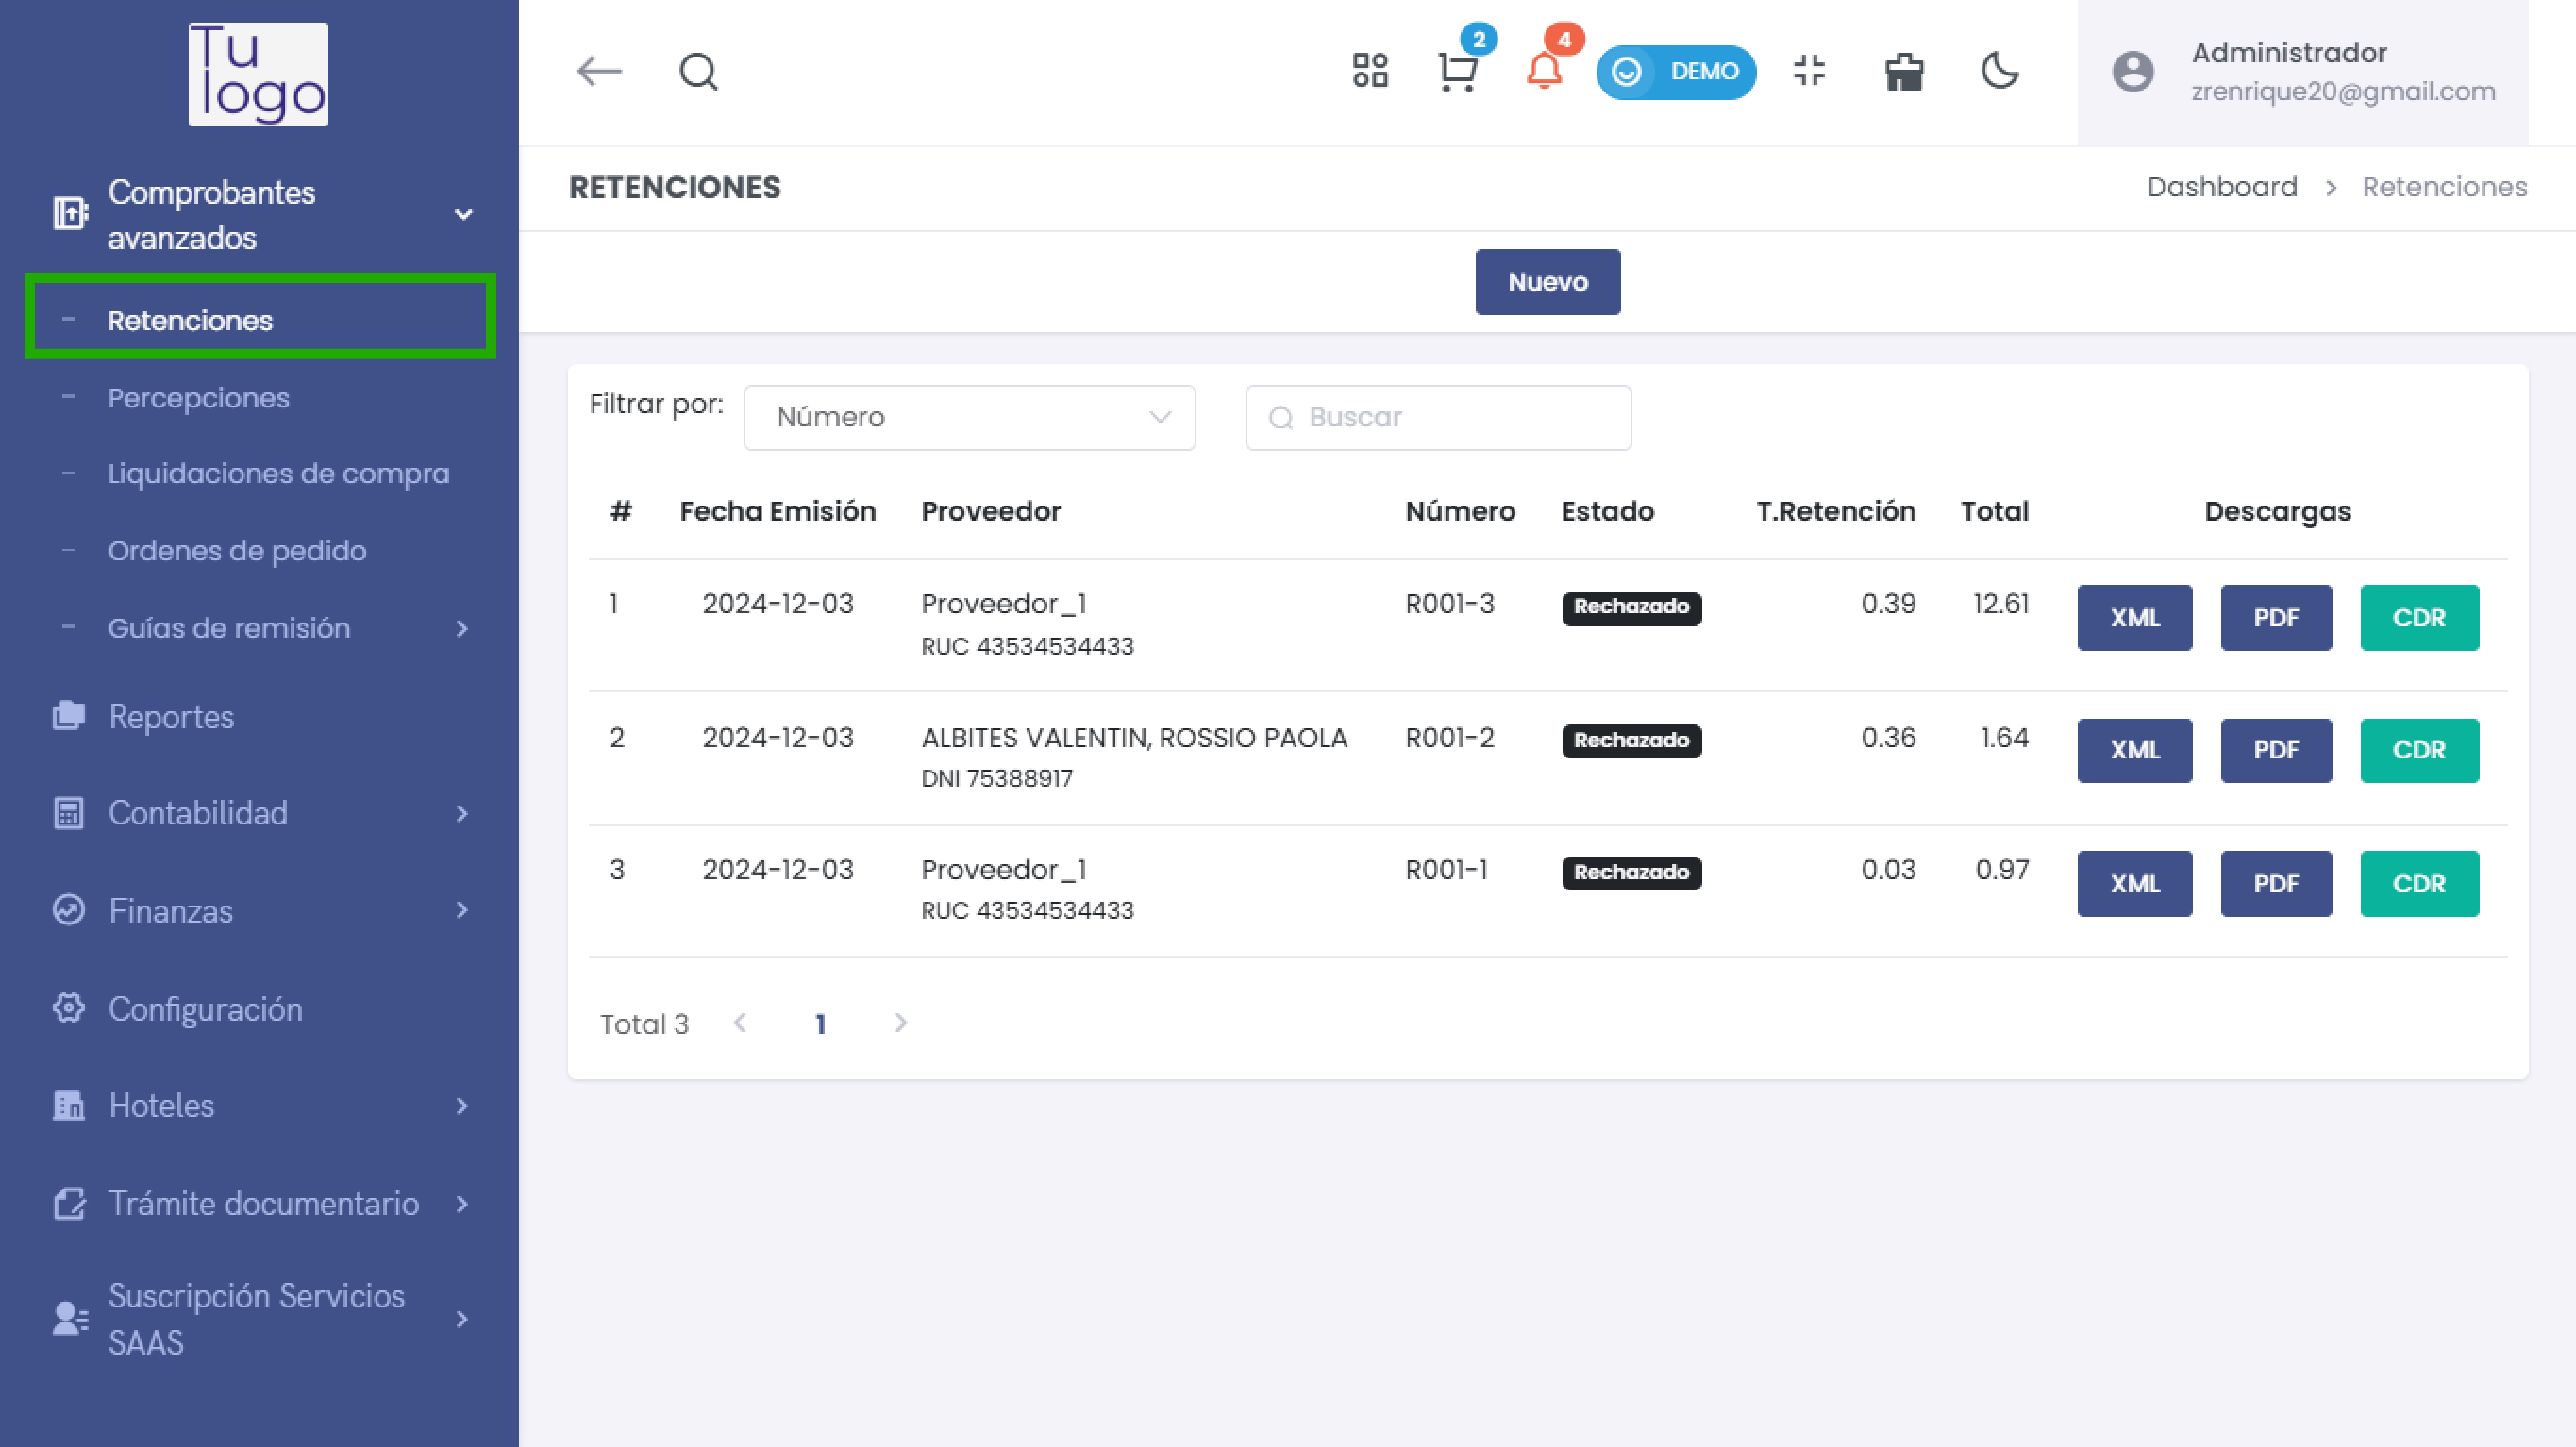 Tu
logo
Comprobantes
avanzados
Retenciones
Percepciones
Liquidaciones de compra
Ordenes de pedido
Guías de remisión
Reportes
Contabilidad
Finanzas
Configuración
Hoteles
Trámite documentario
Suscripción Servicios
SAAS
2
4
DEMO
Administrador
zrenrique20@gmail.com
RETENCIONES
Dashboard > Retenciones
Nuevo
Filtrar por: Número Buscar
# Fecha Emisión Proveedor Número Estado T.Retención Total Descargas
1 2024-12-03 Proveedor_1 R001-3 Rechazado 0.39 12.61 XML PDF CDR
RUC 43534534433
2 2024-12-03 ALBITES VALENTIN, ROSSIO PAOLA R001-2 Rechazado 0.36 1.64 XML PDF CDR
DNI 75388917
3 2024-12-03 Proveedor_1 R001-1 Rechazado 0.03 0.97 XML PDF CDR
RUC 43534534433
Total 3 < 1 >